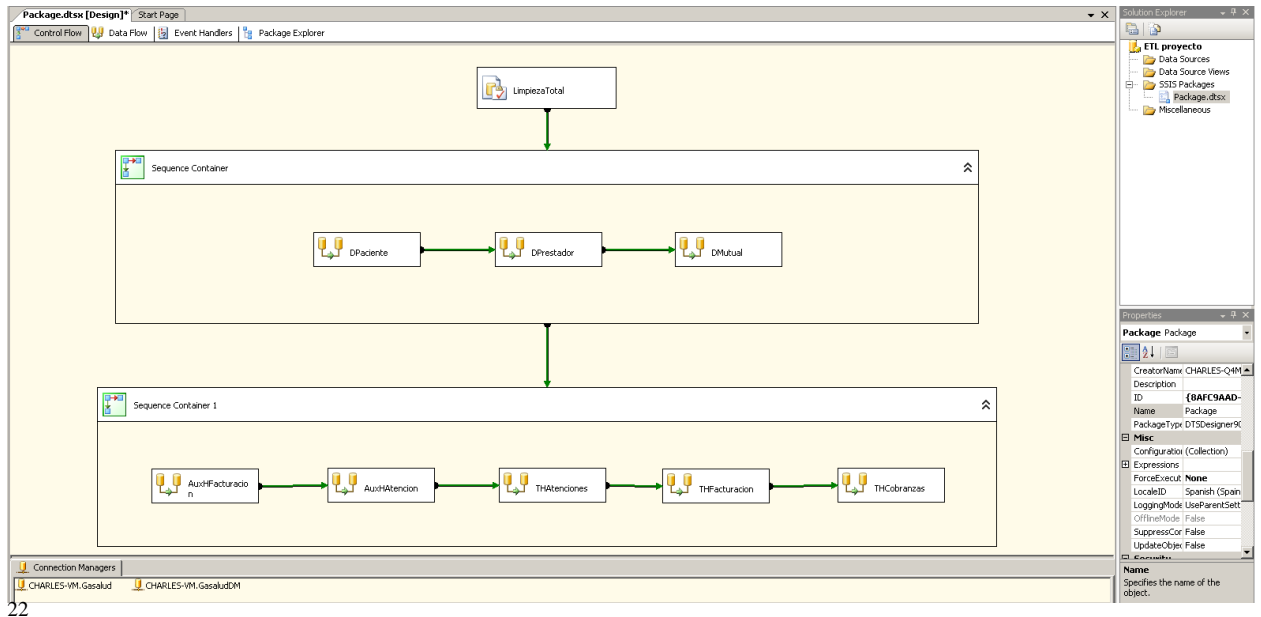 Package.dtsx [Design]* Start Page
Control Flow Data Flow Event Handlers Package Explorer
LimpiezaTotal
Sequence Container
DPaciente DPrestador DMutual
Sequence Container 1
AuxHFacturacio
n
AuxHAtencion THAtenciones THFacturacion THCobranzas
Connection Managers
CHARLES-VM.Gasalud CHARLES-VM.GasaludDM
Solution Explorer
ETL proyecto
Data Sources
Data Source Views
SSIS Packages
Package.dtsx
Miscellaneous
Properties
Package Package
CreatorName CHARLES-Q4M
Description
ID {8AFC9AAD-
Name Package
PackageType DTSDesigner90
Misc
Configuration (Collection)
Expressions
ForceExecut None
LocaleID Spanish (Spain
LoggingMode UseParentSett
OfflineMode False
SuppressCor False
UpdateObjec False
Security
Name
Specifies the name of the
object.
22